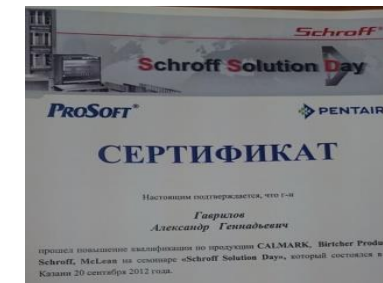 Schroff
Schroff Solution Day
PROSOFT®
PENTAIR
СЕРТИФИКАТ
Настоящим подтверждается, что г-н
Гаврилов
Александр Геннадьевич
прошел повышение квалификации по продукции CALMARK, Birtcher Produ
Schroff, McLean на семинаре «Schroff Solution Day», который состоялся в
Казани 20 сентября 2012 года.